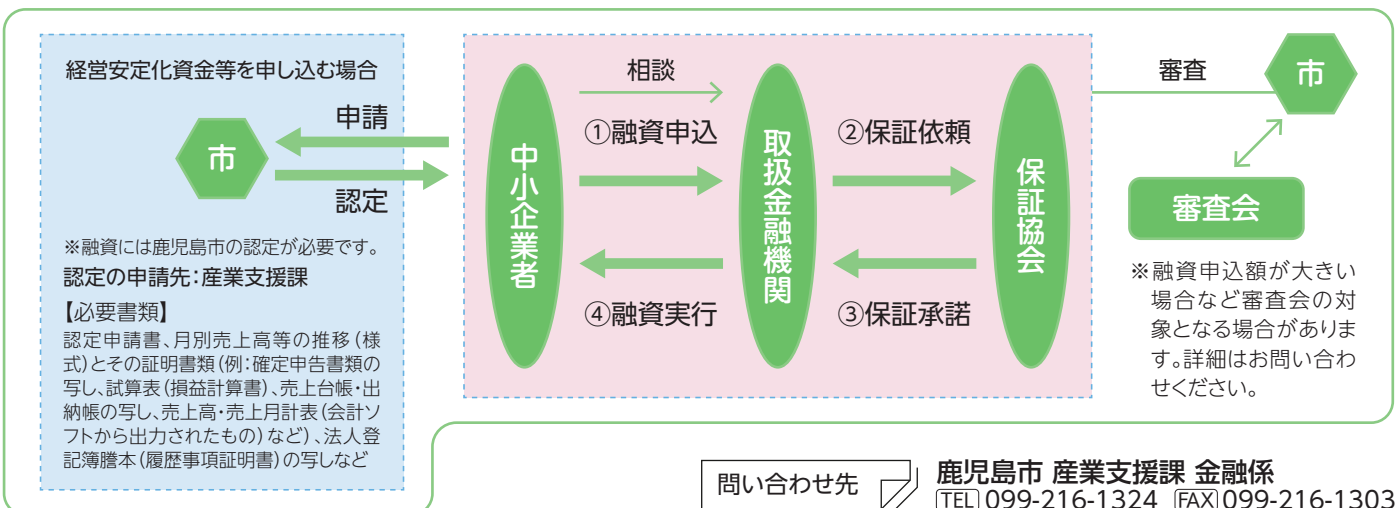 経営安定化資金等を申し込む場合
申請
市
認定
※融資には鹿児島市の認定が必要です。
認定の申請先:産業支援課
【必要書類】
認定申請書、月別売上高等の推移(様
式)とその証明書類(例:確定申告書類の
写し、試算表(損益計算書)、売上台帳・出
納帳の写し、売上高・売上月計表(会計ソ
フトから出力されたもの)など)、法人登
記簿謄本(履歴事項証明書)の写しなど
中小企業者
相談
①融資申込
④融資実行
取扱金融機関
②保証依頼
③保証承諾
保証協会
審査
市
審査会
※融資申込額が大きい
場合など審査会の対
象となる場合がありま
す。詳細はお問い合わ
せください。
問い合わせ先
鹿児島市 産業支援課 金融係
TEL 099-216-1324 FAX 099-216-1303